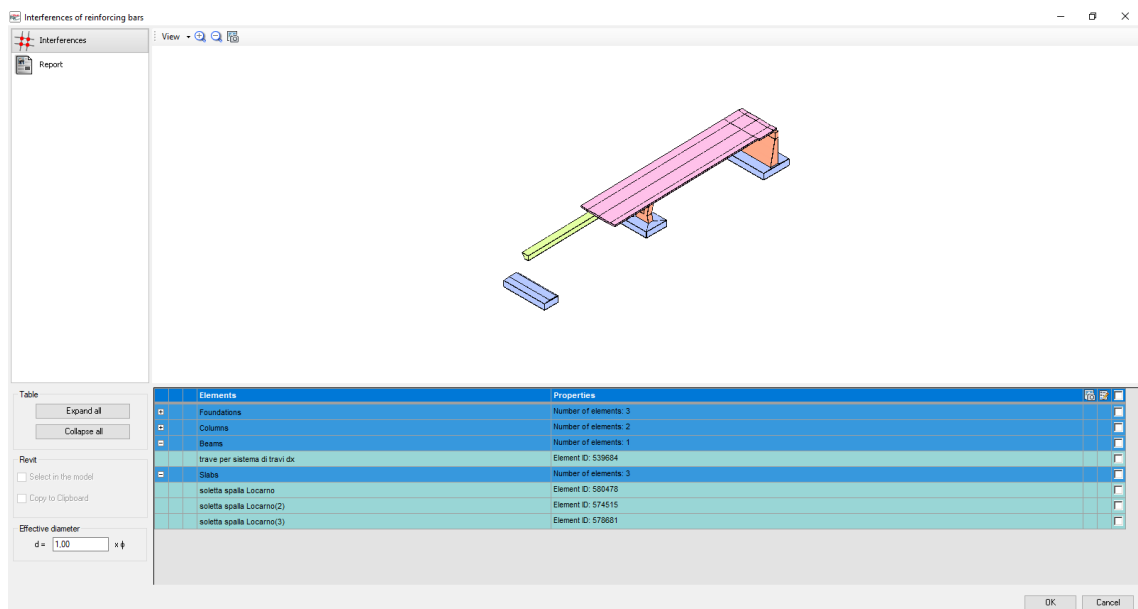 Interferences of reinforcing bars
Interferences
Report
View
Table
Expand all
Collapse all
Revit
Select in the model
Copy to Clipboard
Effective diameter
d = 1,00 x ϕ
Elements Properties
Foundations Number of elements: 3
Columns Number of elements: 2
Beams Number of elements: 1
trave per sistema di travi dx Element ID: 539684
Slabs Number of elements: 3
soletta spalla Locarno Element ID: 580478
soletta spalla Locarno(2) Element ID: 574515
soletta spalla Locarno(3) Element ID: 578681
OK Cancel